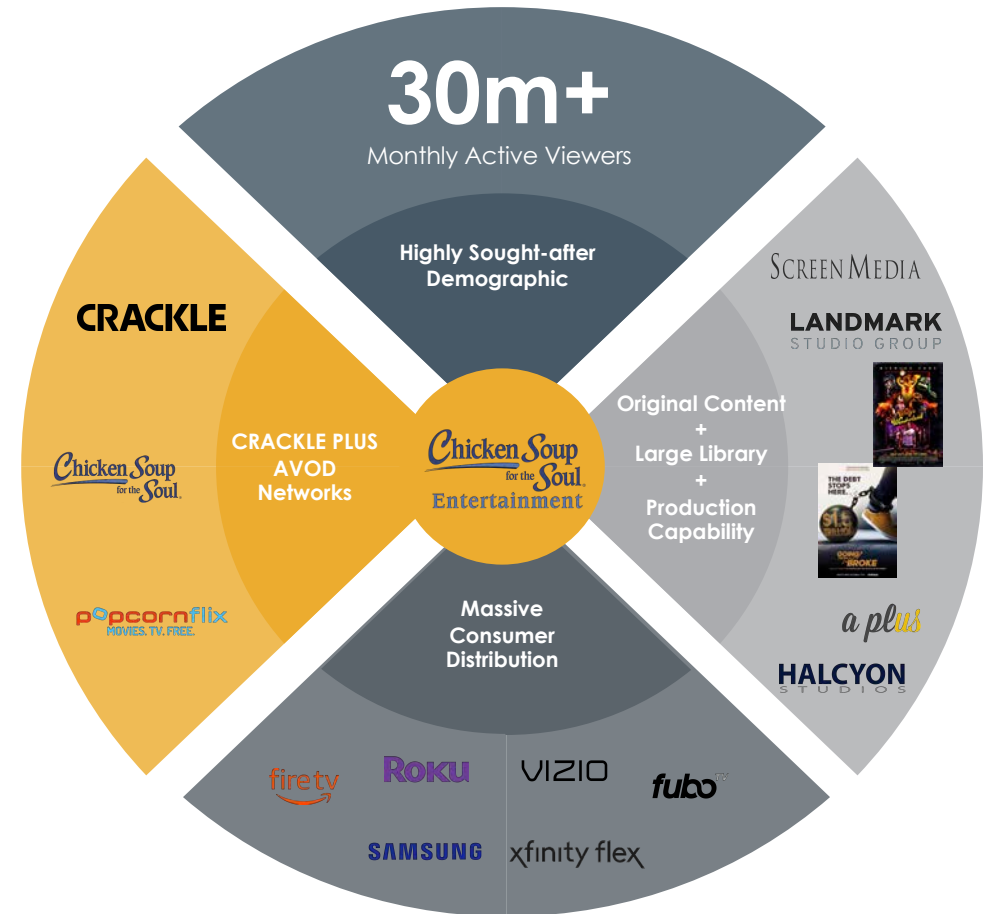 30m+
Monthly Active Viewers
Highly Sought-after
Demographic
CRACKLE
Chicken Soup
for the Soul
popcornflix
MOVIES. TV. FREE.
CRACKLE PLUS
AVOD
Networks
Chicken Soup
for the Soul
Entertainment
Original Content
+
Large Library
+
Production
Capability
SCREEN MEDIA
LANDMARK
STUDIO GROUP
THE DEBT
STOPS
HERE.
GOING
BROKE
a plus
HALCYON
STUDIOS
Massive
Consumer
Distribution
fire tv
ROKU
VIZIO
fubo TV
SAMSUNG
xfinity flex